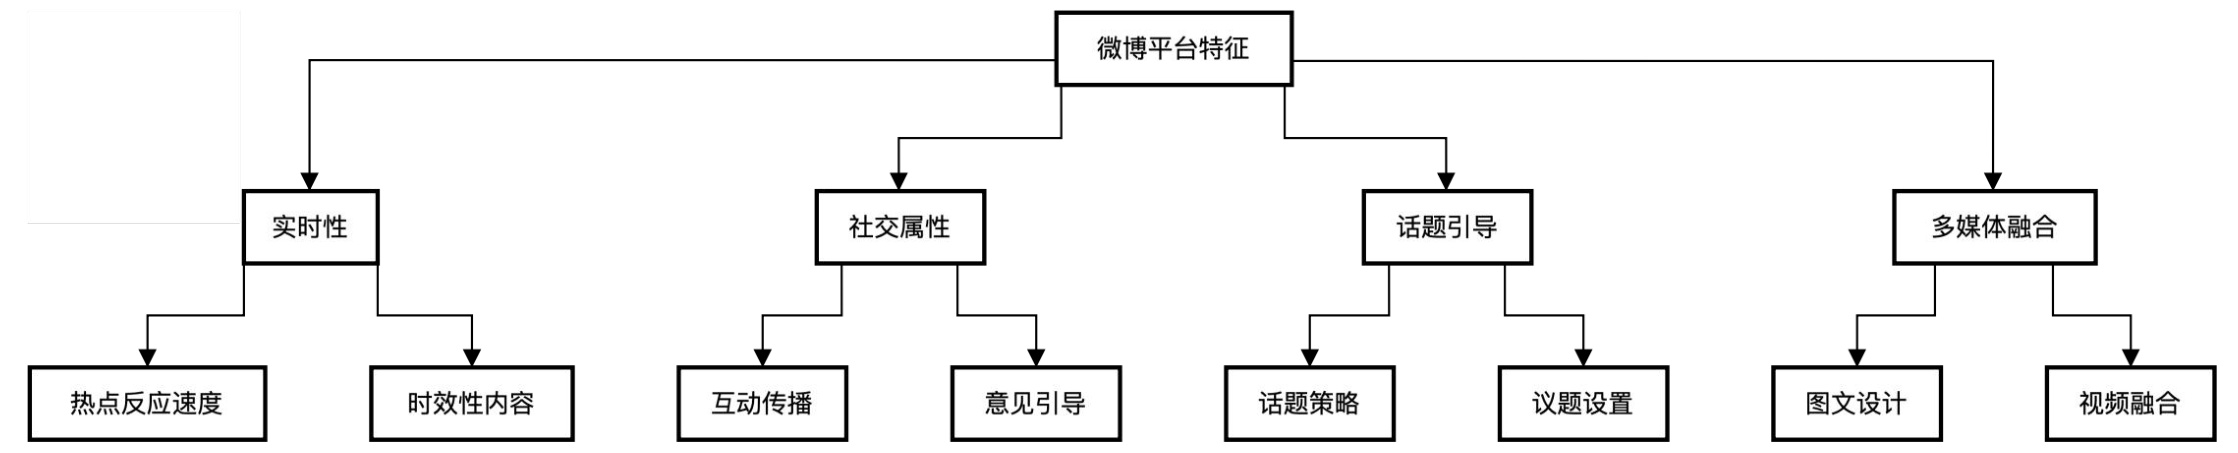 微博平台特征
实时性
社交属性
话题引导
多媒体融合
热点反应速度
时效性内容
互动传播
意见引导
话题策略
议题设置
图文设计
视频融合